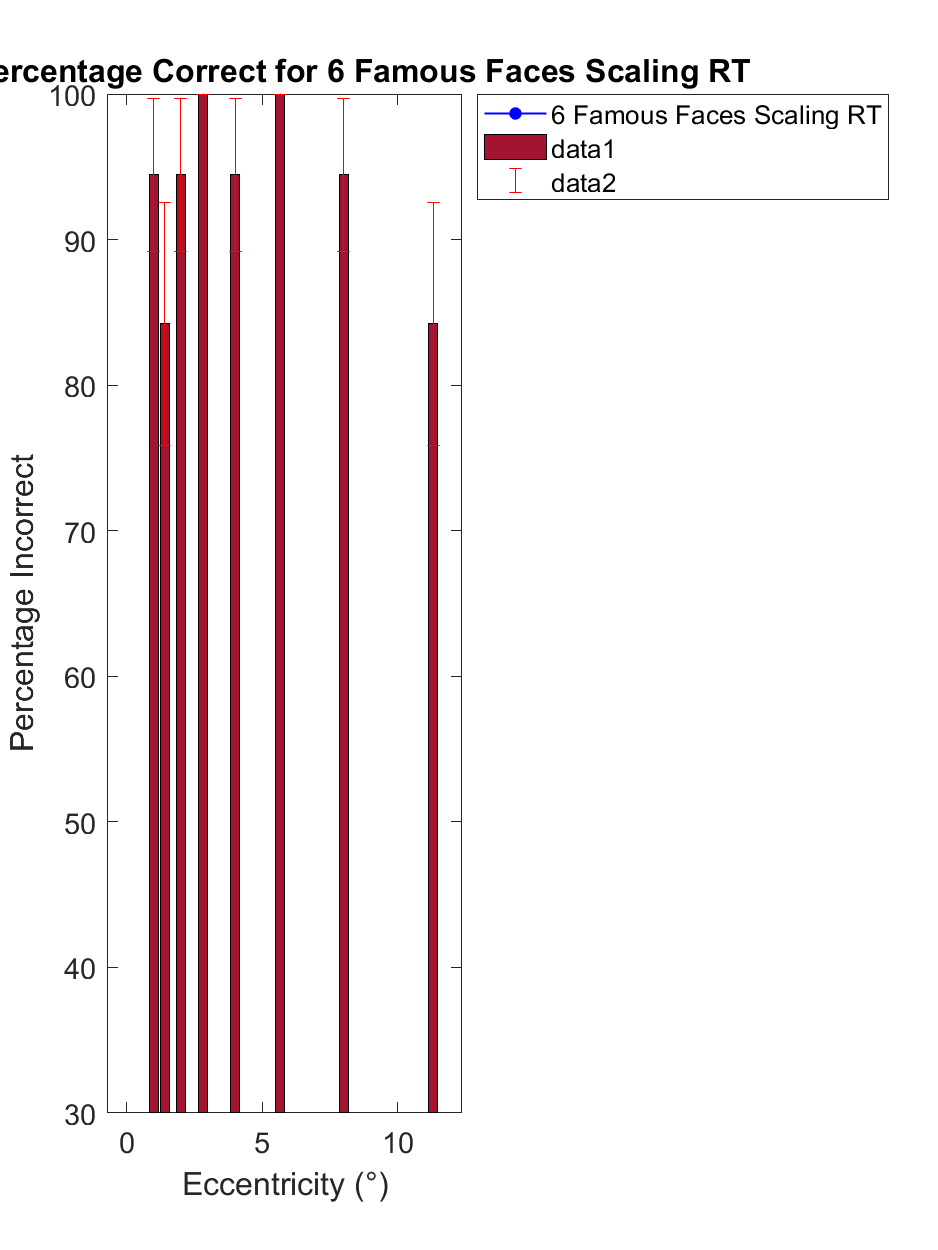 ercentage Correct for 6 Famous Faces Scaling RT
6 Famous Faces Scaling RT
data1
data2
100
90
80
70
60
50
40
30
Percentage Incorrect
0 5 10
Eccentricity (°)